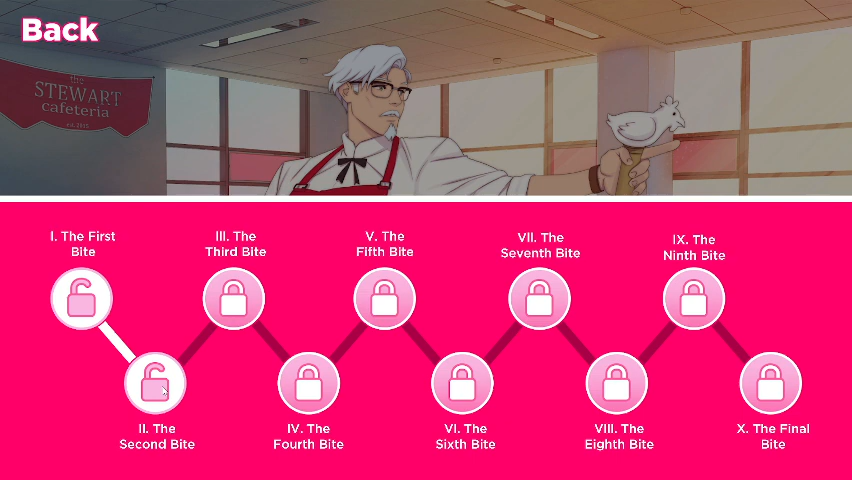 Back
the
STEWART
cafeteria
est. 2015
I. The First
Bite
III. The
Third Bite
V. The
Fifth Bite
VII. The
Seventh Bite
IX. The
Ninth Bite
II. The
Second Bite
IV. The
Fourth Bite
VI. The
Sixth Bite
VIII. The
Eighth Bite
X. The Final
Bite